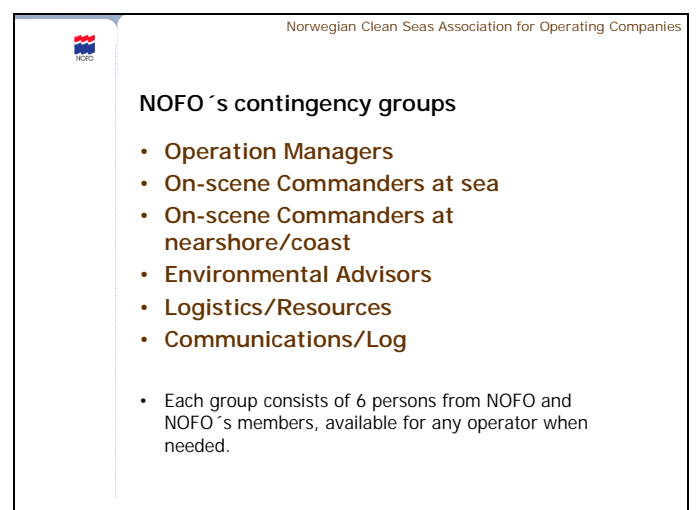 Norwegian Clean Seas Association for Operating Companies
NOFO
NOFO´s contingency groups
• Operation Managers
• On-scene Commanders at sea
• On-scene Commanders at
nearshore/coast
• Environmental Advisors
• Logistics/Resources
• Communications/Log
• Each group consists of 6 persons from NOFO and
NOFO´s members, available for any operator when
needed.